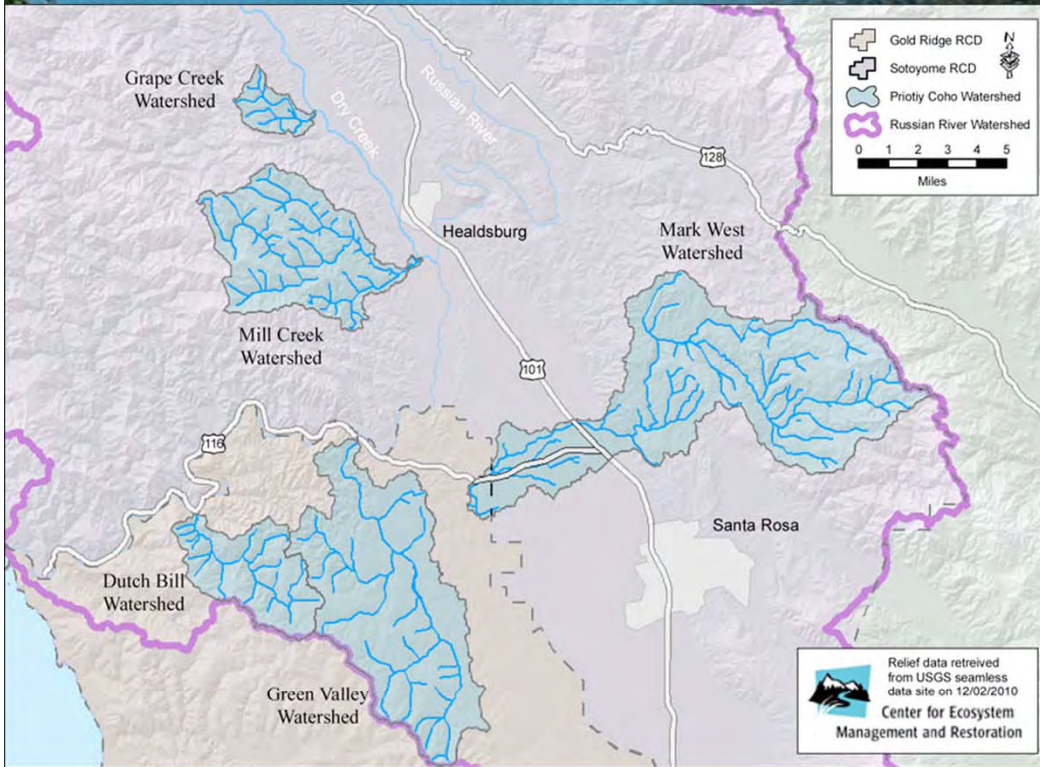 Grape Creek
Watershed
Dry Creek
Russian River
128
Gold Ridge RCD
N
Sotoyome RCD
Priotiy Coho Watershed
Russian River Watershed
0 1 2 3 4 5
Miles
Healdsburg
Mark West
Watershed
Mill Creek
Watershed
101
116
Santa Rosa
Dutch Bill
Watershed
Green Valley
Watershed
Relief data retreived
from USGS seamless
data site on 12/02/2010
Center for Ecosystem
Management and Restoration